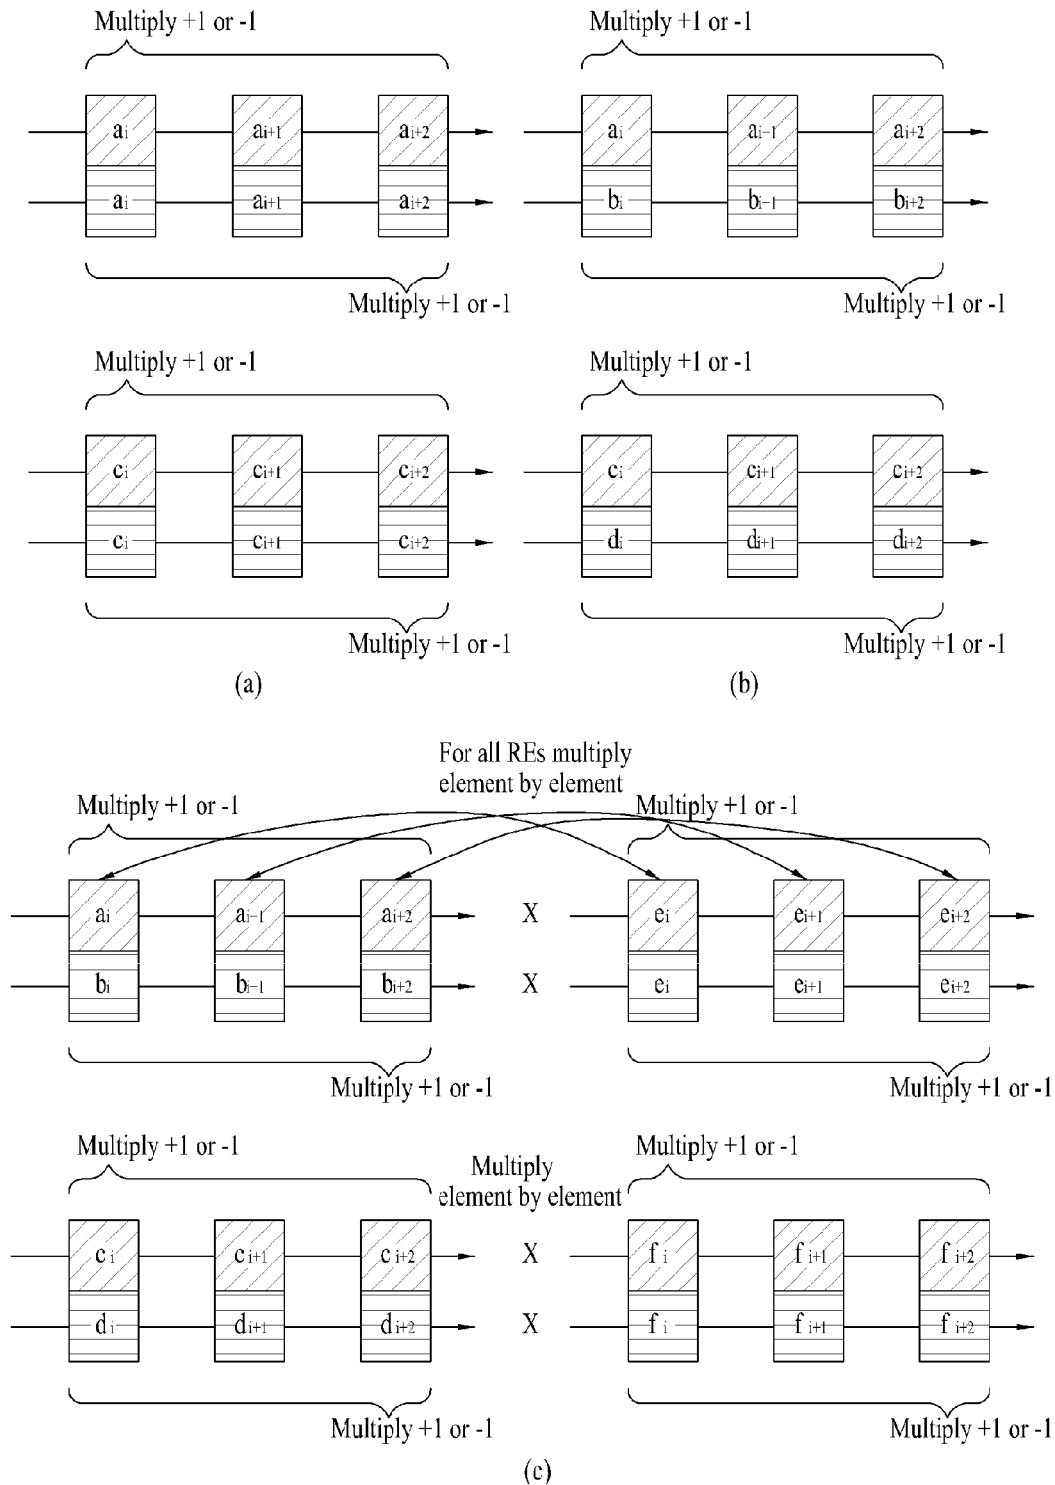 Multiply +1 or -1 Multiply +1 or -1
ai ai+1 ai+2 ai ai−1 ai+2
ai ai+1 ai+2 bi bi−1 bi+2
Multiply +1 or -1 Multiply +1 or -1
Multiply +1 or -1 Multiply +1 or -1
ci ci+1 ci+2 ci ci+1 ci+2
ci ci+1 ci+2 di di+1 di+2
Multiply +1 or -1 Multiply +1 or -1
(a) (b)
For all REs multiply
element by element
Multiply +1 or -1 Multiply +1 or -1
ai ai−1 ai+2 X ei ei+1 ei+2
bi bi−1 bi+2 X ei ei+1 ei+2
Multiply +1 or -1 Multiply +1 or -1
Multiply +1 or -1 Multiply +1 or -1
Multiply
element by element
ci ci+1 ci+2 X fi fi+1 fi+2
di di+1 di+2 X fi fi+1 fi+2
Multiply +1 or -1 Multiply +1 or -1
(c)